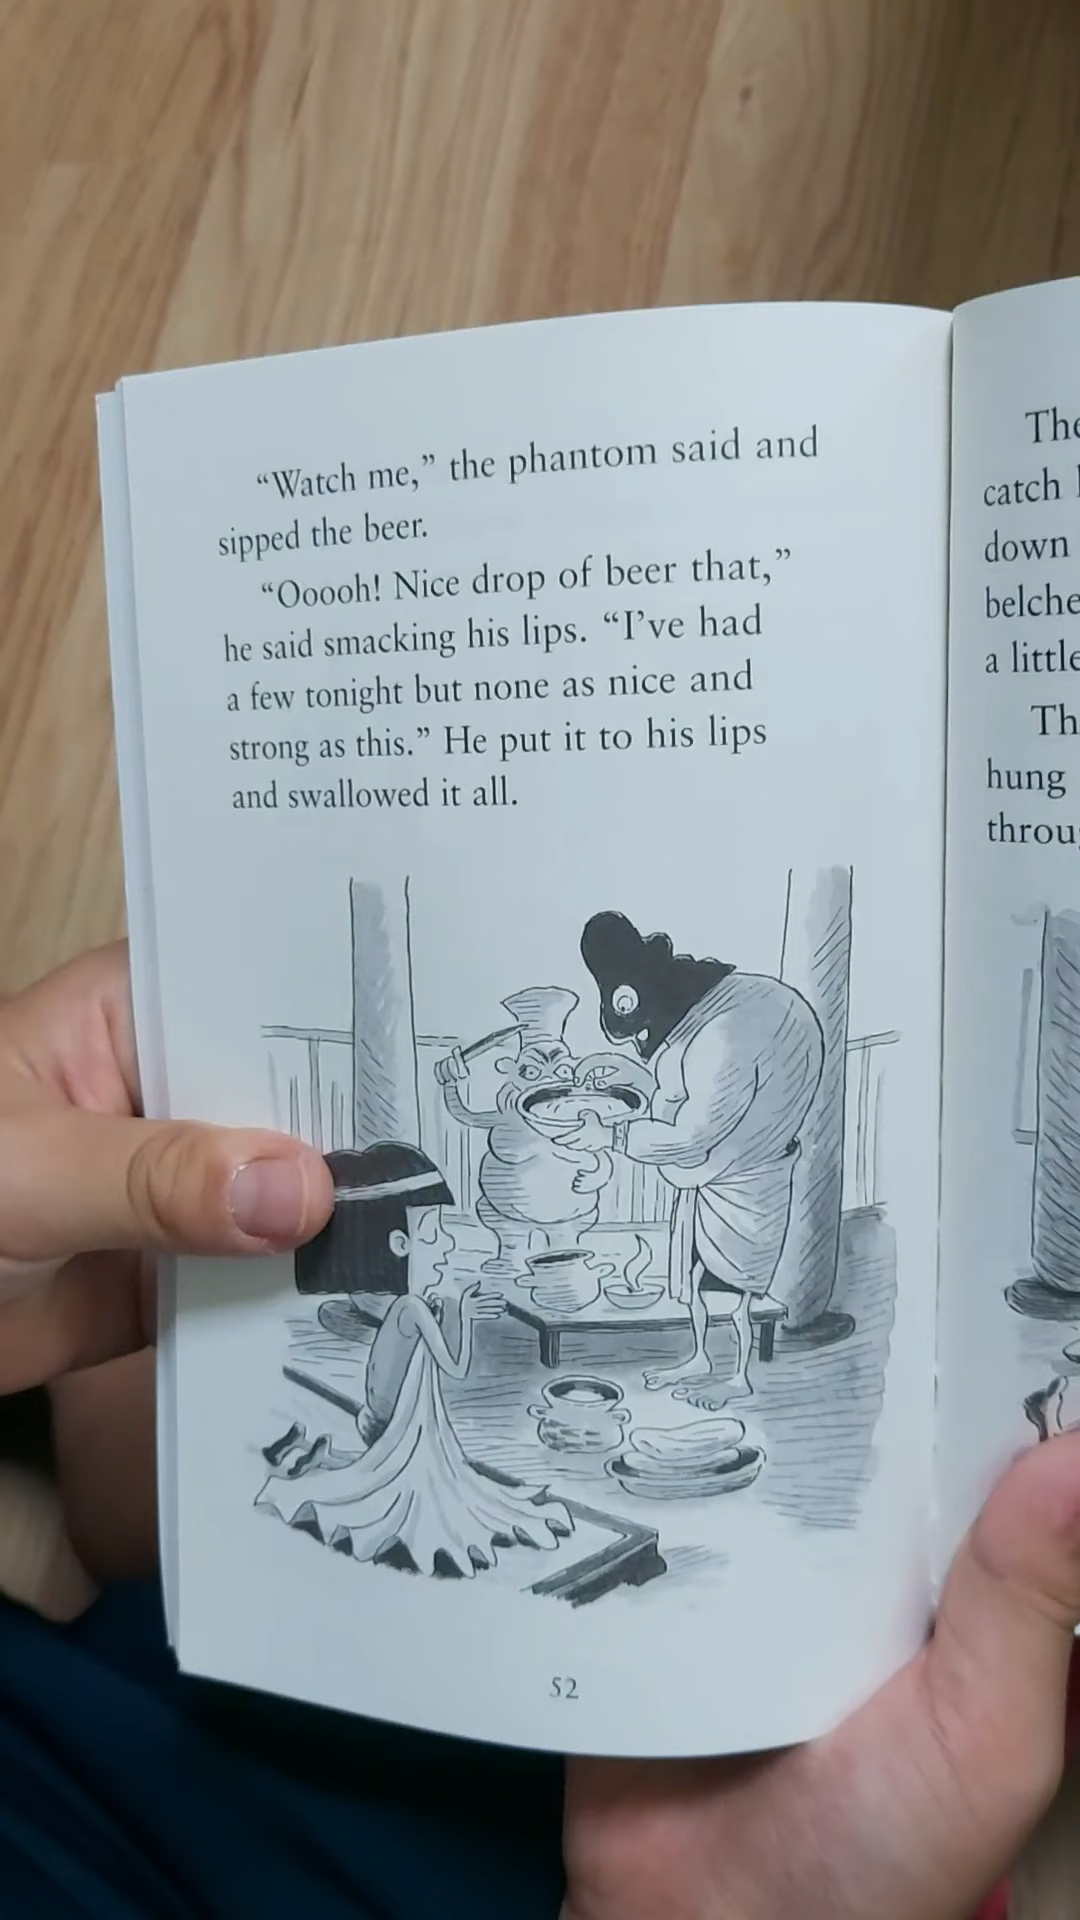 “Watch me,” the phantom said and
sipped the beer.
“Ooooh! Nice drop of beer that,”
he said smacking his lips. “I’ve had
a few tonight but none as nice and
strong as this.” He put it to his lips
and swallowed it all.
52
catch
down
a little
hung